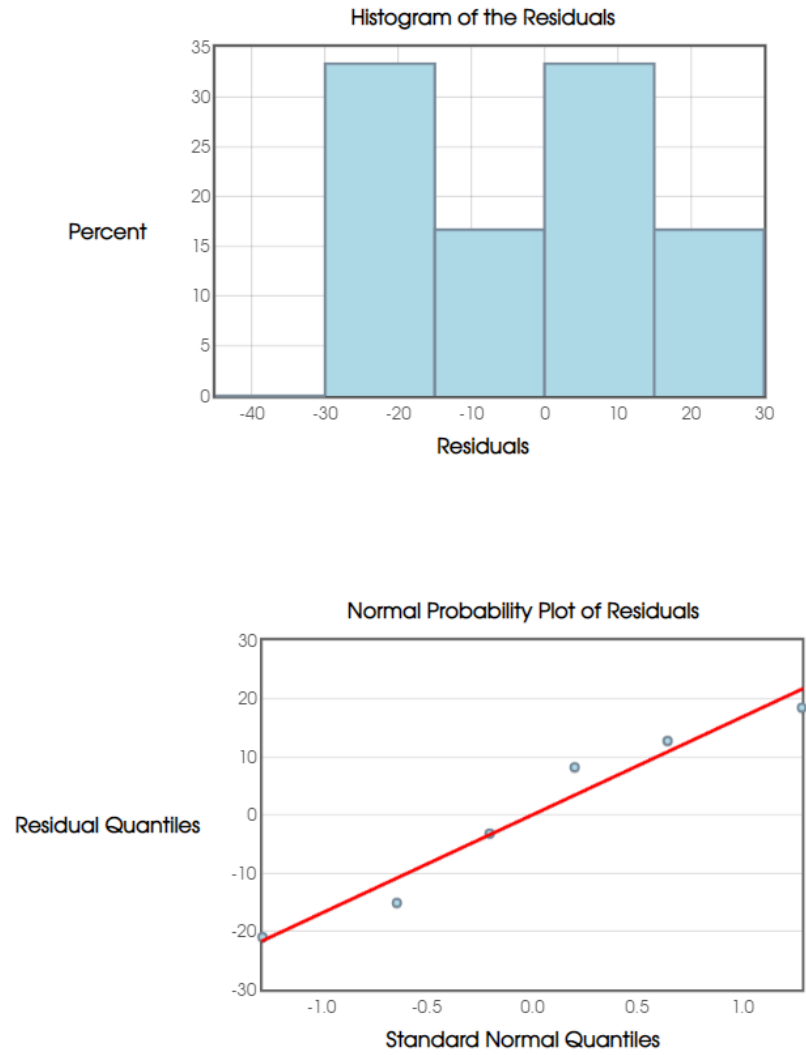 Histogram of the Residuals
35
30
25
20
Percent
15
10
5
0
-40 -30 -20 -10 0 10 20 30
Residuals
Normal Probability Plot of Residuals
30
20
10
0
Residual Quantiles
-10
-20
-30
-1.0 -0.5 0.0 0.5 1.0
Standard Normal Quantiles